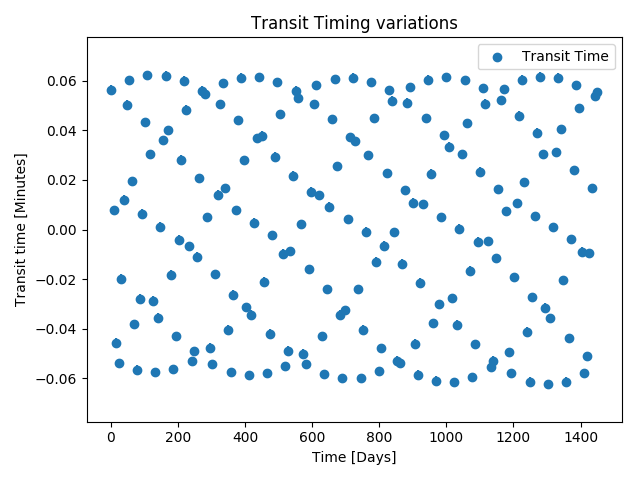 Transit Timing variations
Transit Time
Transit time [Minutes]
0.06
0.04
0.02
0.00
−0.02
−0.04
−0.06
0 200 400 600 800 1000 1200 1400
Time [Days]